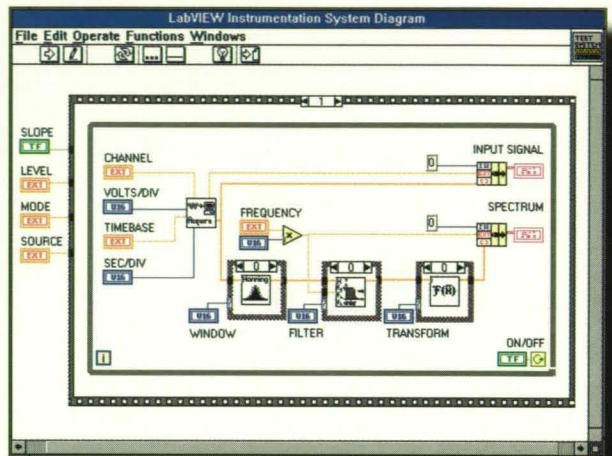 LabVIEW Instrumentation System Diagram
File Edit Operate Functions Windows
TEST
1
SLOPE
TF
LEVEL
EXT
MODE
EXT
SOURCE
EXT
CHANNEL
EXT
VOLTS/DIV
U16
TIMEBASE
EXT
SEC/DIV
U16
FREQUENCY
EXT
U16
INPUT SIGNAL
0
SPECTRUM
0
0
Hanning
0
0
F{H}
U16
WINDOW
U16
FILTER
U16
TRANSFORM
ON/OFF
TF
i